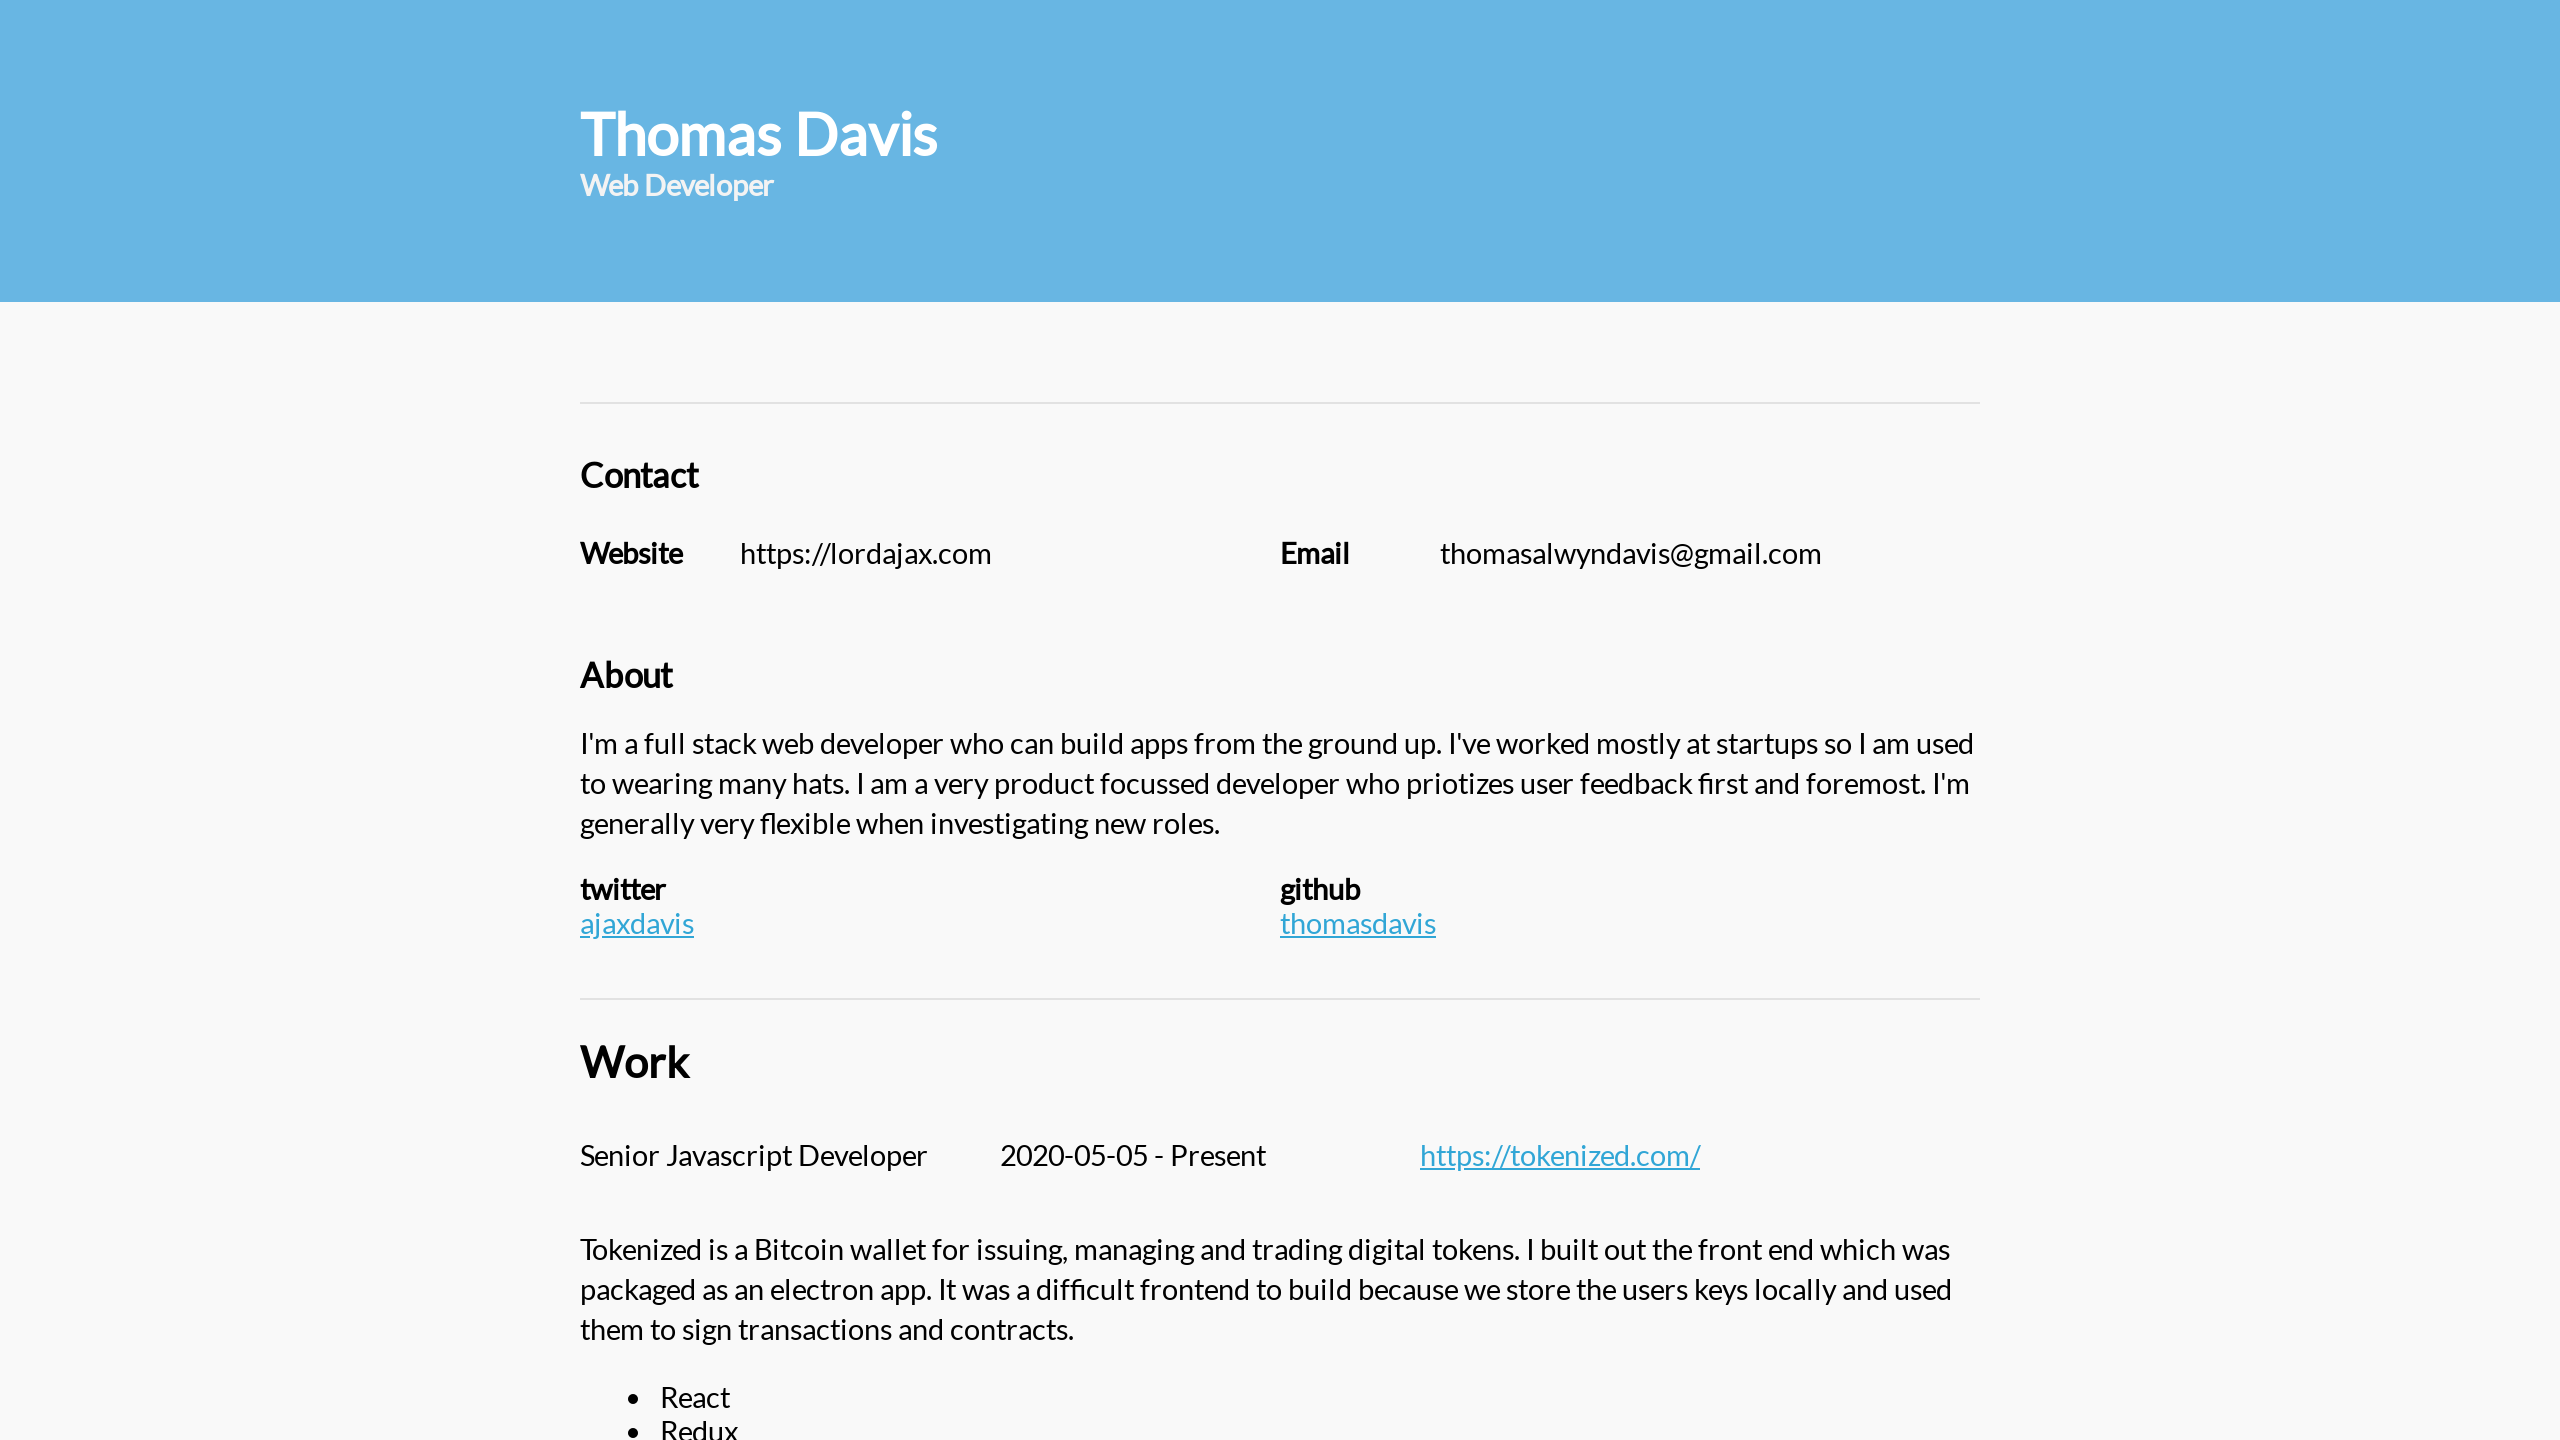 Thomas Davis
Web Developer
Contact
Website https://lordajax.com Email thomasalwyndavis@gmail.com
About
I'm a full stack web developer who can build apps from the ground up. I've worked mostly at startups so I am used
to wearing many hats. I am a very product focussed developer who priotizes user feedback first and foremost. I'm
generally very flexible when investigating new roles.
twitter github
ajaxdavis thomasdavis
Work
Senior Javascript Developer 2020-05-05 - Present https://tokenized.com/
Tokenized is a Bitcoin wallet for issuing, managing and trading digital tokens. I built out the front end which was
packaged as an electron app. It was a difficult frontend to build because we store the users keys locally and used
them to sign transactions and contracts.
• React
• Redux